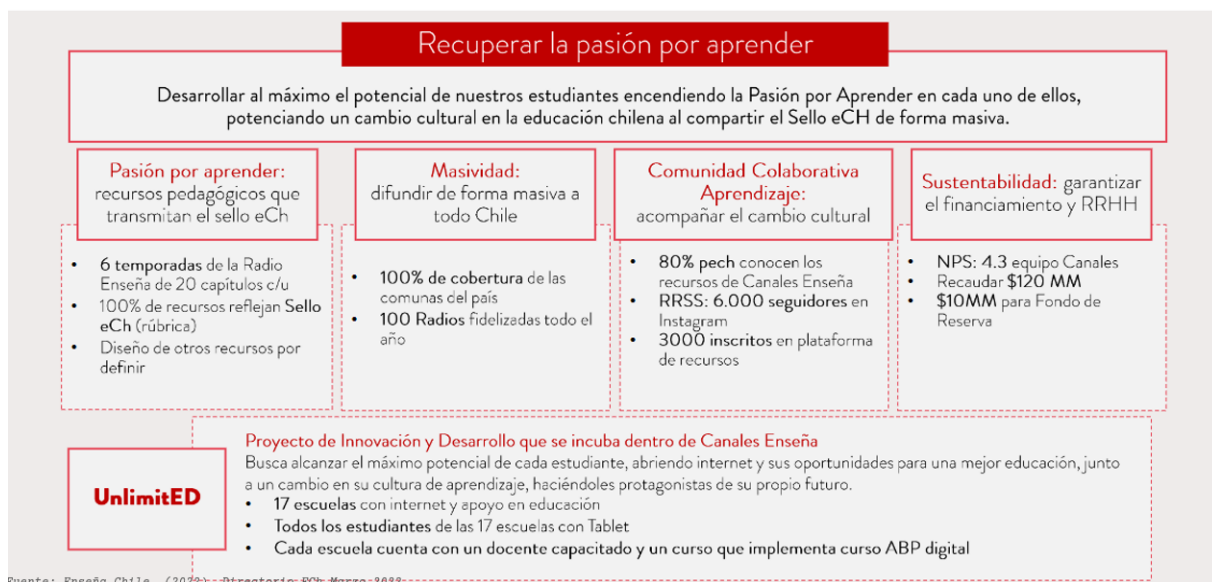 Recuperar la pasión por aprender
Desarrollar al máximo el potencial de nuestros estudiantes encendiendo la Pasión por Aprender en cada uno de ellos,
potenciando un cambio cultural en la educación chilena al compartir el Sello eCH de forma masiva.
Pasión por aprender:
recursos pedagógicos que
transmitan el sello eCh
• 6 temporadas de la Radio
Enseña de 20 capítulos c/u
• 100% de recursos reflejan Sello
eCh (rúbrica)
• Diseño de otros recursos por
definir
Masividad:
difundir de forma masiva a
todo Chile
• 100% de cobertura de las
comunas del país
• 100 Radios fidelizadas todo el
año
Comunidad Colaborativa
Aprendizaje:
acompañar el cambio cultural
• 80% pech conocen los
recursos de Canales Enseña
• RRSS: 6.000 seguidores en
Instagram
• 3000 inscritos en plataforma
de recursos
Sustentabilidad: garantizar
el financiamiento y RRHH
• NPS: 4.3 equipo Canales
• Recaudar $120 MM
• $10MM para Fondo de
Reserva
UnlimitED
Proyecto de Innovación y Desarrollo que se incuba dentro de Canales Enseña
Busca alcanzar el máximo potencial de cada estudiante, abriendo internet y sus oportunidades para una mejor educación, junto
a un cambio en su cultura de aprendizaje, haciéndoles protagonistas de su propio futuro.
• 17 escuelas con internet y apoyo en educación
• Todos los estudiantes de las 17 escuelas con Tablet
• Cada escuela cuenta con un docente capacitado y un curso que implementa curso ABP digital